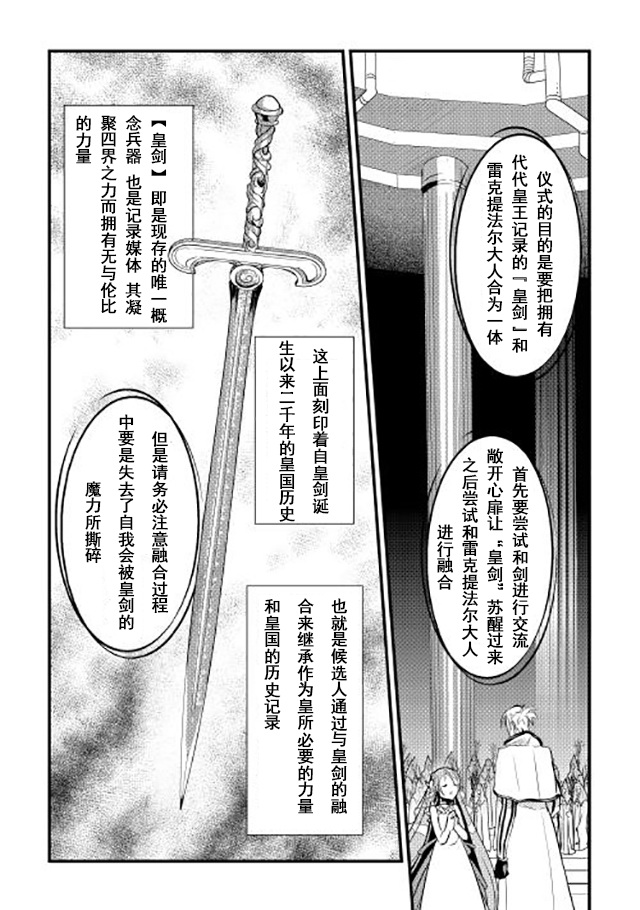 仪式的目的是要把拥有
代代皇王记录的『皇剑』和
雷克提法尔大人合为一体
首先要尝试和剑进行交流
敞开心扉让“皇剑”苏醒过来
之后尝试和雷克提法尔大人
进行融合
【皇剑】即是现存的唯一概
念兵器 也是记录媒体 其凝
聚四界之力而拥有无与伦比
的力量
这上面刻印着自皇剑诞
生以来二千年的皇国历史
也就是候选人通过与皇剑的融
合来继承作为皇所必要的力量
和皇国的历史记录
但是请务必注意融合过程
中要是失去了自我会被皇剑的
魔力所撕碎